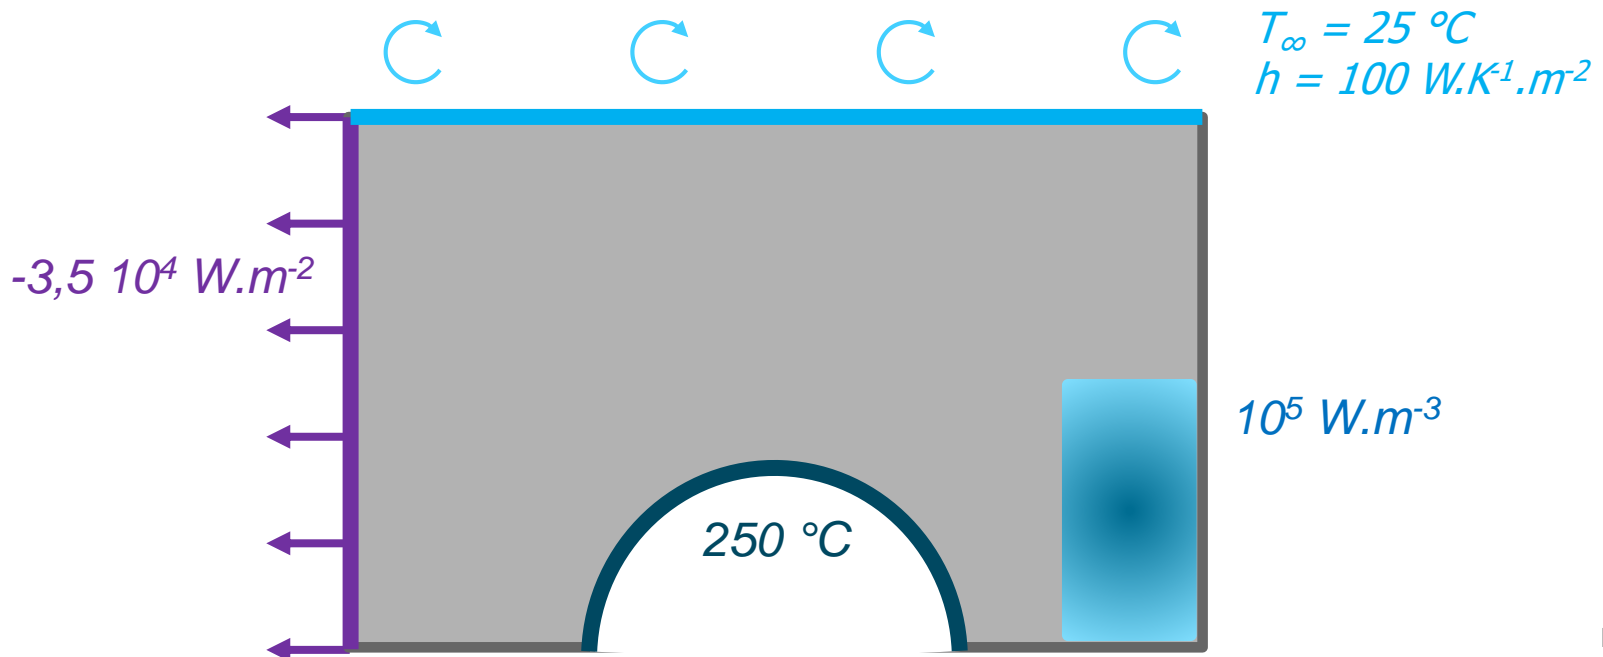 T∞ = 25 °C
h = 100 W.K⁻¹.m⁻²
-3,5 10⁴ W.m⁻²
10⁵ W.m⁻³
250 °C